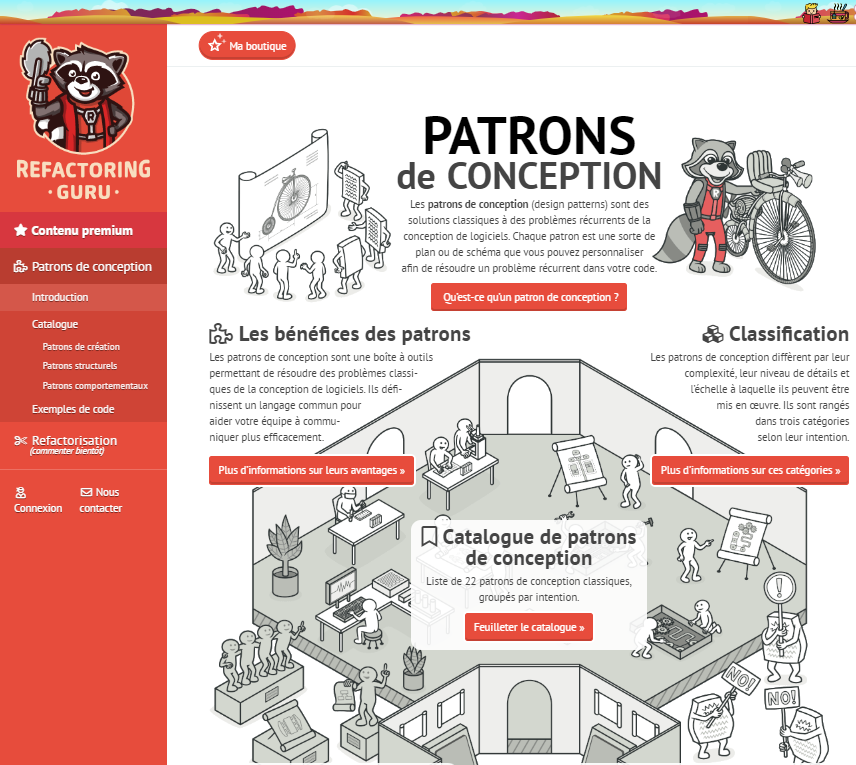 Ma boutique
REFACTORING
· GURU ·
Contenu premium
Patrons de conception
Introduction
Catalogue
Patrons de création
Patrons structurels
Patrons comportementaux
Exemples de code
Refactorisation
(commenter bientôt)
Connexion
Nous
contacter
PATRONS
de CONCEPTION
Les patrons de conception (design patterns) sont des
solutions classiques à des problèmes récurrents de la
conception de logiciels. Chaque patron est une sorte de
plan ou de schéma que vous pouvez personnaliser
afin de résoudre un problème récurrent dans votre code.
Qu'est-ce qu'un patron de conception ?
Les bénéfices des patrons
Les patrons de conception sont une boîte à outils
permettant de résoudre des problèmes classi-
ques de la conception de logiciels. Ils défi-
nissent un langage commun pour
aider votre équipe à commu-
niquer plus efficacement.
Plus d'informations sur leurs avantages »
Classification
Les patrons de conception diffèrent par leur
complexité, leur niveau de détails et
l'échelle à laquelle ils peuvent être
mis en œuvre. Ils sont rangés
dans trois catégories
selon leur intention.
Plus d'informations sur ces catégories »
Catalogue de patrons
de conception
Liste de 22 patrons de conception classiques,
groupés par intention.
Feuilleter le catalogue »
!
NO!
NO!